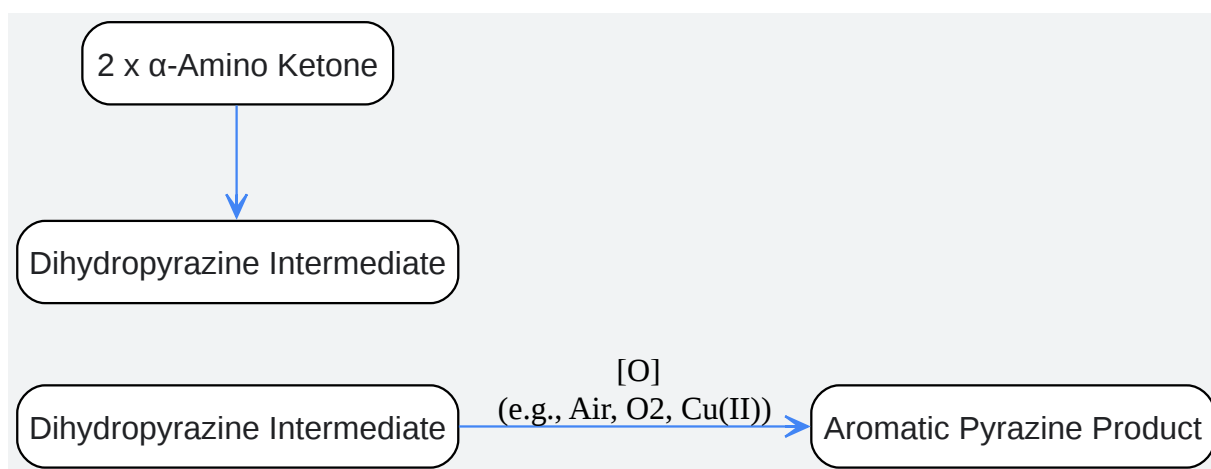 2 x α-Amino Ketone
Dihydropyrazine Intermediate
[O]
(e.g., Air, O2, Cu(II))
Dihydropyrazine Intermediate
Aromatic Pyrazine Product